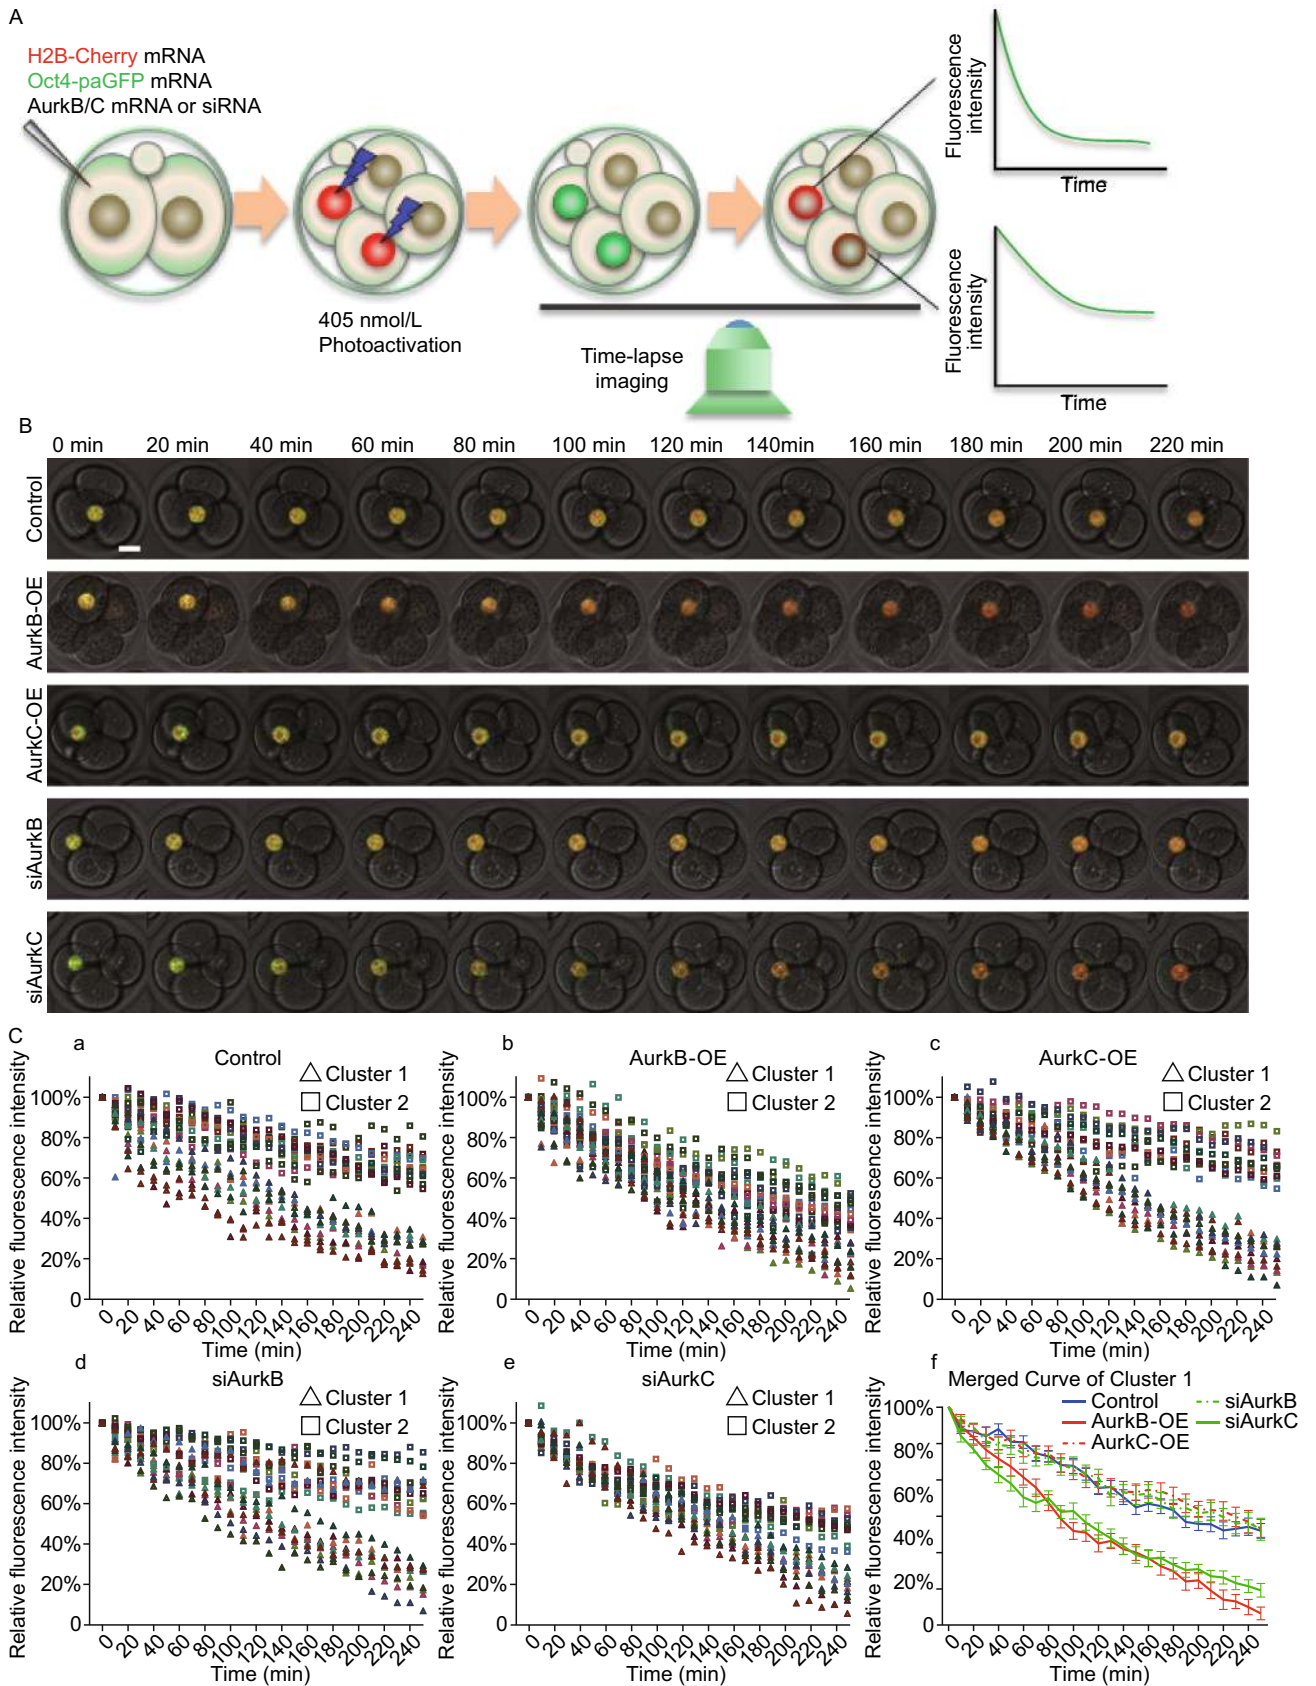 A
H2B-Cherry mRNA
Oct4-paGFP mRNA
AurkB/C mRNA or siRNA
405 nmol/L
Photoactivation
Time-lapse
imaging
Fluorescence
intensity
Time
Fluorescence
intensity
Time
B
0 min 20 min 40 min 60 min 80 min 100 min 120 min 140min 160 min 180 min 200 min 220 min
Control
AurkB-OE
AurkC-OE
siAurkB
siAurkC
C
a
Control
Cluster 1
Cluster 2
Relative fluorescence intensity
100%
80%
60%
40%
20%
0
0 20 40 60 80 100 120 140 160 180 200 220 240
Time (min)
b
AurkB-OE
Cluster 1
Cluster 2
Relative fluorescence intensity
100%
80%
60%
40%
20%
0
0 20 40 60 80 100 120 140 160 180 200 220 240
Time (min)
c
AurkC-OE
Cluster 1
Cluster 2
Relative fluorescence intensity
100%
80%
60%
40%
20%
0
0 20 40 60 80 100 120 140 160 180 200 220 240
Time (min)
d
siAurkB
Cluster 1
Cluster 2
Relative fluorescence intensity
100%
80%
60%
40%
20%
0
0 20 40 60 80 100 120 140 160 180 200 220 240
Time (min)
e
siAurkC
Cluster 1
Cluster 2
Relative fluorescence intensity
100%
80%
60%
40%
20%
0
0 20 40 60 80 100 120 140 160 180 200 220 240
Time (min)
f
Merged Curve of Cluster 1
Control
AurkB-OE
AurkC-OE
siAurkB
siAurkC
Relative fluorescence intensity
100%
80%
60%
40%
20%
0
0 20 40 60 80 100 120 140 160 180 200 220 240
Time (min)